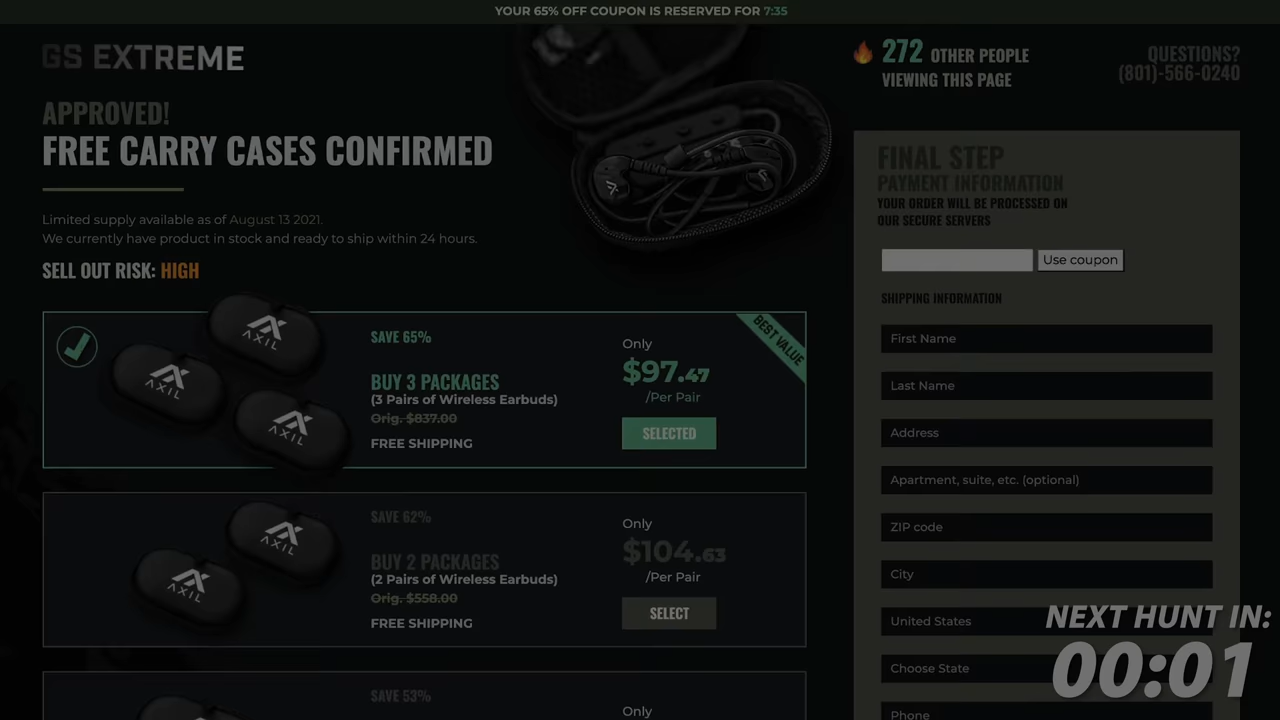 YOUR 65% OFF COUPON IS RESERVED FOR 7:35
GS EXTREME
APPROVED!
FREE CARRY CASES CONFIRMED
Limited supply available as of August 13 2021.
We currently have product in stock and ready to ship within 24 hours.
SELL OUT RISK: HIGH
272 OTHER PEOPLE
VIEWING THIS PAGE
QUESTIONS?
(801)-566-0240
AXIL
AXIL
AXIL
SAVE 65%
BUY 3 PACKAGES
(3 Pairs of Wireless Earbuds)
Orig. $837.00
FREE SHIPPING
Only
$97.47
/Per Pair
SELECTED
BEST VALUE
AXIL
AXIL
SAVE 62%
BUY 2 PACKAGES
(2 Pairs of Wireless Earbuds)
Orig. $558.00
FREE SHIPPING
Only
$104.63
/Per Pair
SELECT
SAVE 53%
Only
FINAL STEP
PAYMENT INFORMATION
YOUR ORDER WILL BE PROCESSED ON
OUR SECURE SERVERS
Use coupon
SHIPPING INFORMATION
First Name
Last Name
Address
Apartment, suite, etc. (optional)
ZIP code
City
United States
Choose State
Phone
NEXT HUNT IN:
00:01